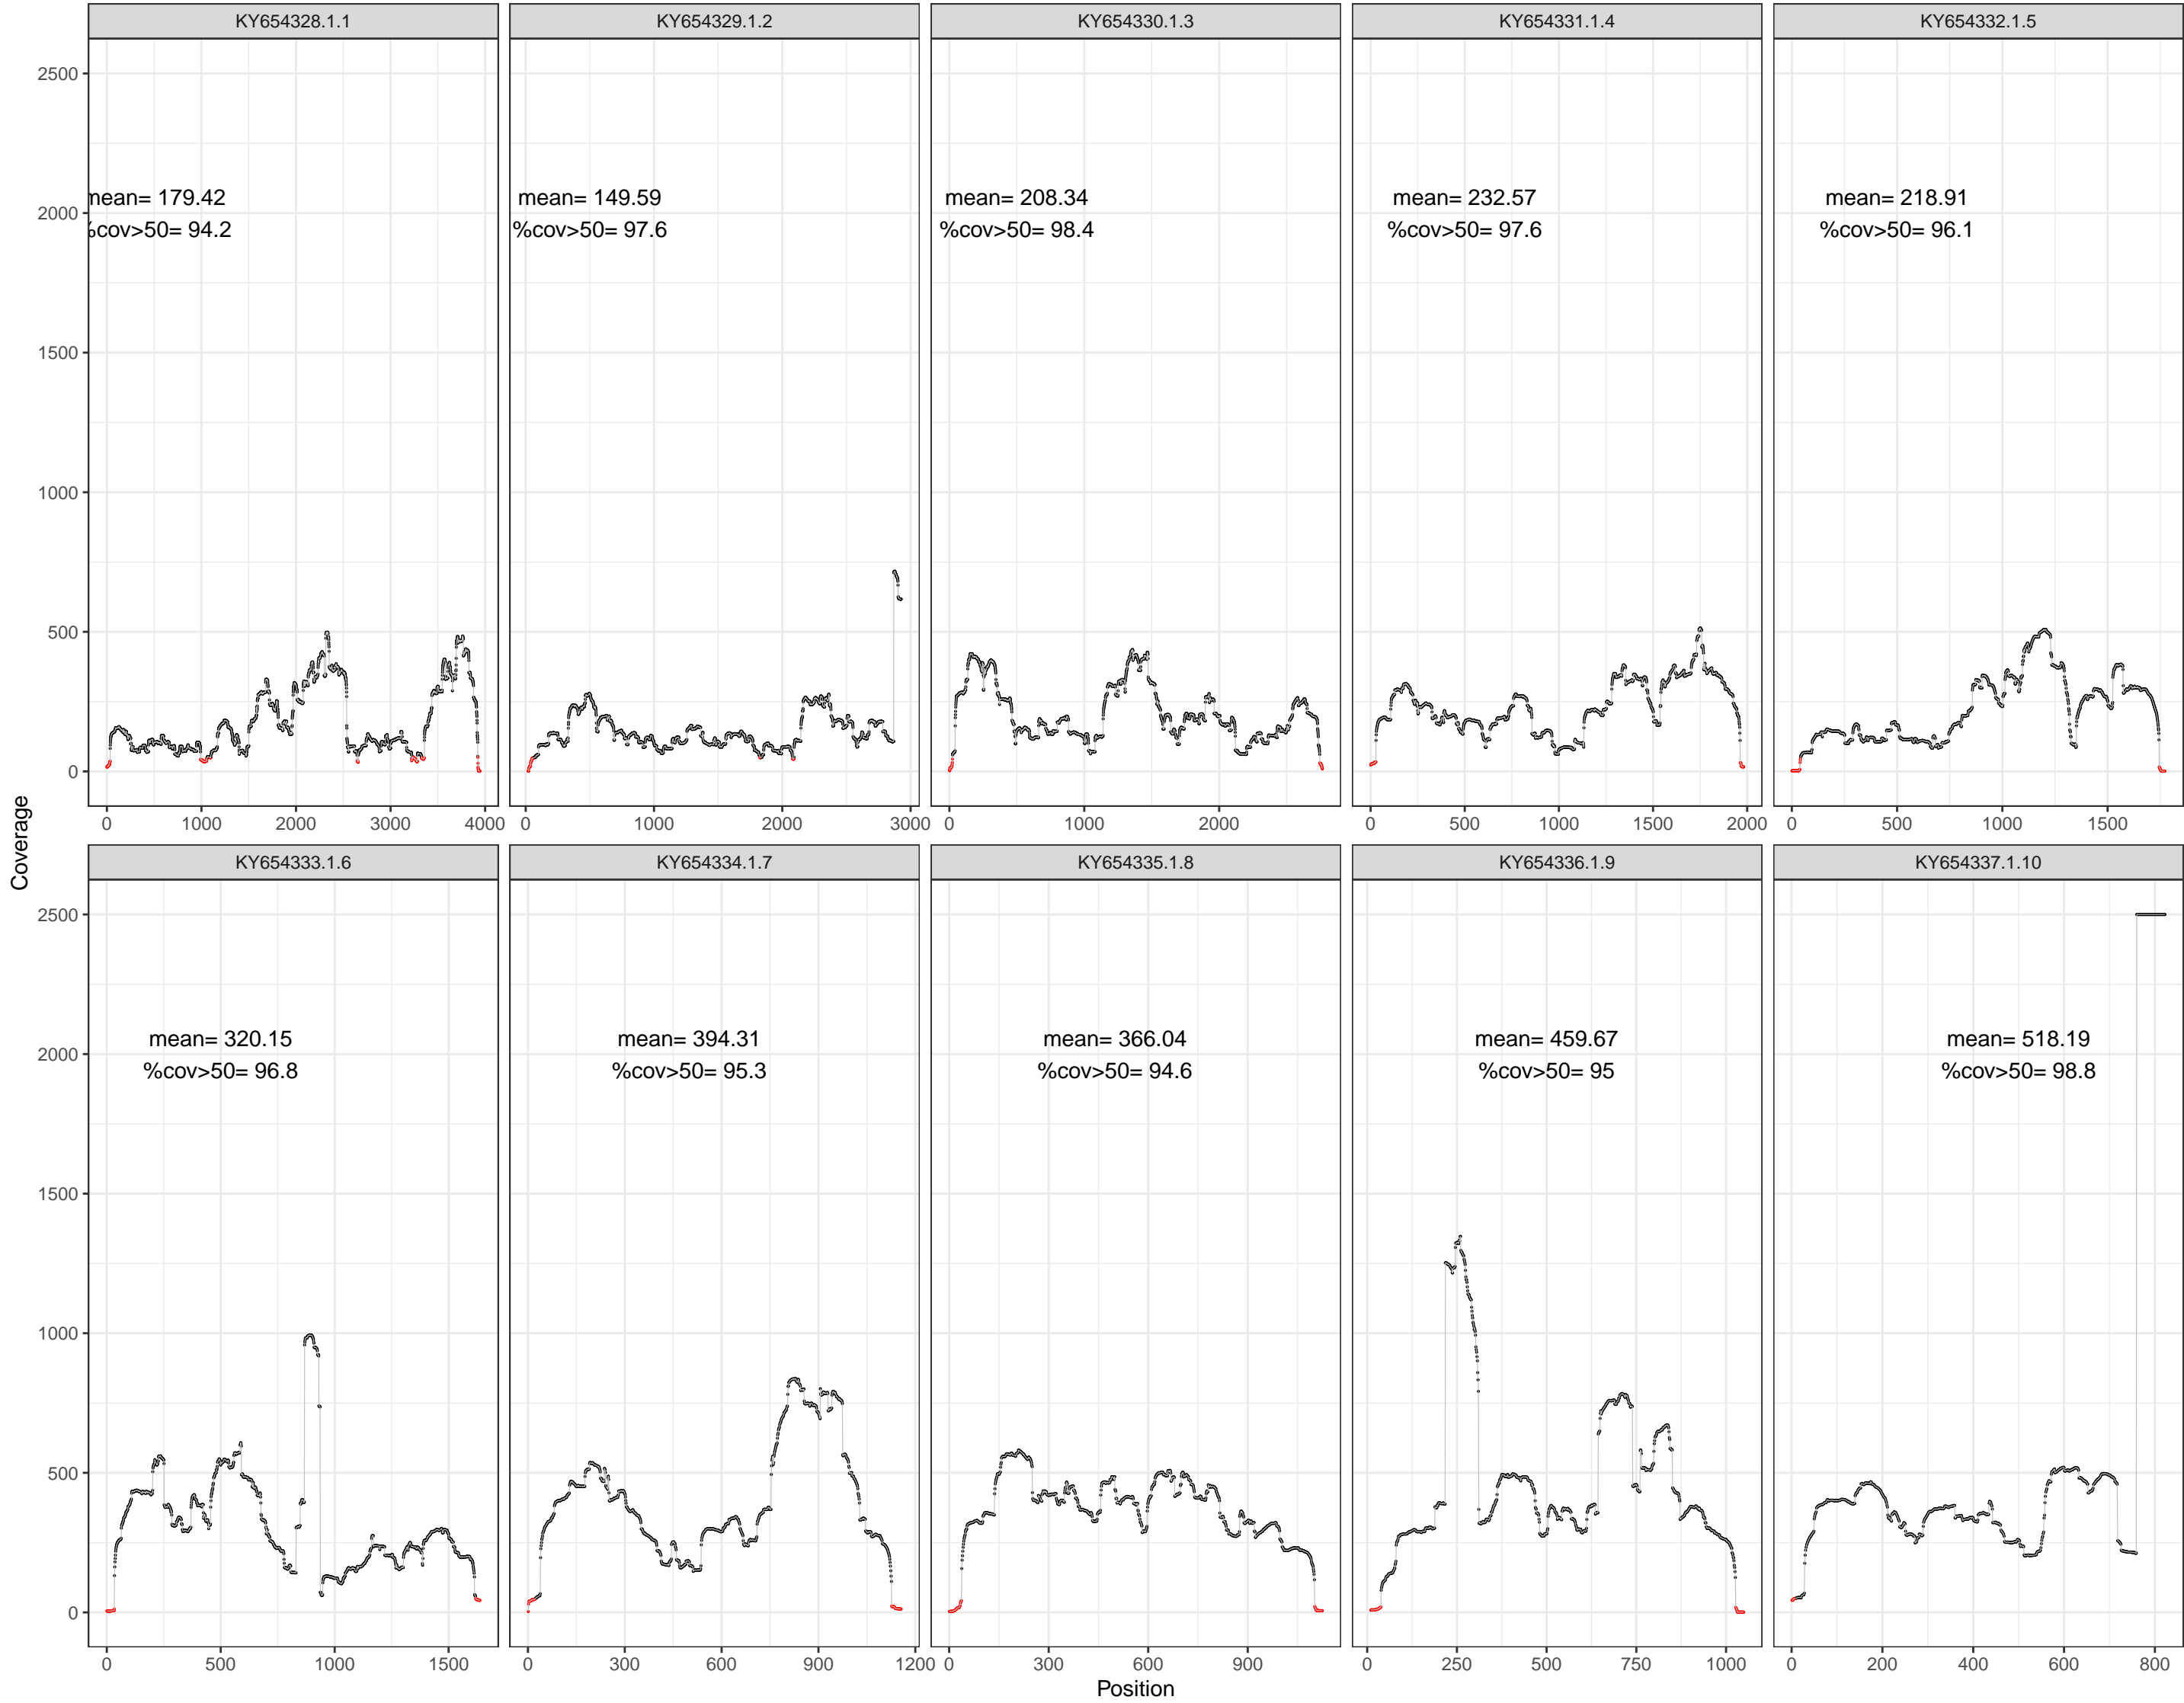 KY654328.1.1 KY654329.1.2 KY654330.1.3 KY654331.1.4 KY654332.1.5
2500
mean= 179.42 mean= 149.59 mean= 208.34 mean= 232.57 mean= 218.91
2000
%cov>50= 94.2 %cov>50= 97.6 %cov>50= 98.4 %cov>50= 97.6 %cov>50= 96.1
1500
1000
500
0
0 1000 2000 3000 4000 0 1000 2000 3000 0 1000 2000 0 500 1000 1500 2000 0 500 1000 1500
Coverage
KY654333.1.6 KY654334.1.7 KY654335.1.8 KY654336.1.9 KY654337.1.10
2500
mean= 320.15 mean= 394.31 mean= 366.04 mean= 459.67 mean= 518.19
2000
%cov>50= 96.8 %cov>50= 95.3 %cov>50= 94.6 %cov>50= 95 %cov>50= 98.8
1500
1000
500
0
0 500 1000 1500 0 300 600 900 1200 0 300 600 900 0 250 500 750 1000 0 200 400 600 800
Position